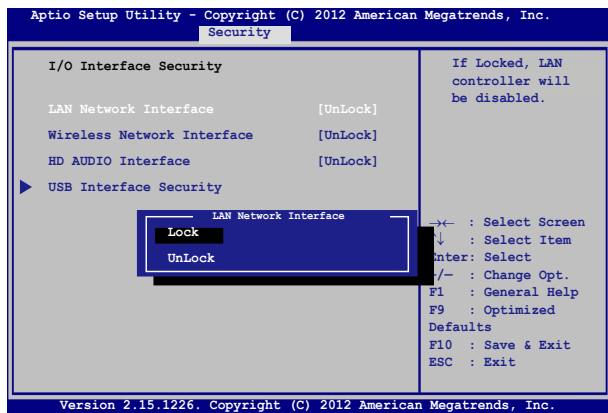 Aptio Setup Utility - Copyright (C) 2012 American Megatrends, Inc.
Security
I/O Interface Security
LAN Network Interface [UnLock]
Wireless Network Interface [UnLock]
HD AUDIO Interface [UnLock]
USB Interface Security
LAN Network Interface
Lock
UnLock
If Locked, LAN
controller will
be disabled.
→← : Select Screen
↓ : Select Item
nter: Select
/— : Change Opt.
F1 : General Help
F9 : Optimized
Defaults
F10 : Save & Exit
ESC : Exit
Version 2.15.1226. Copyright (C) 2012 American Megatrends, Inc.